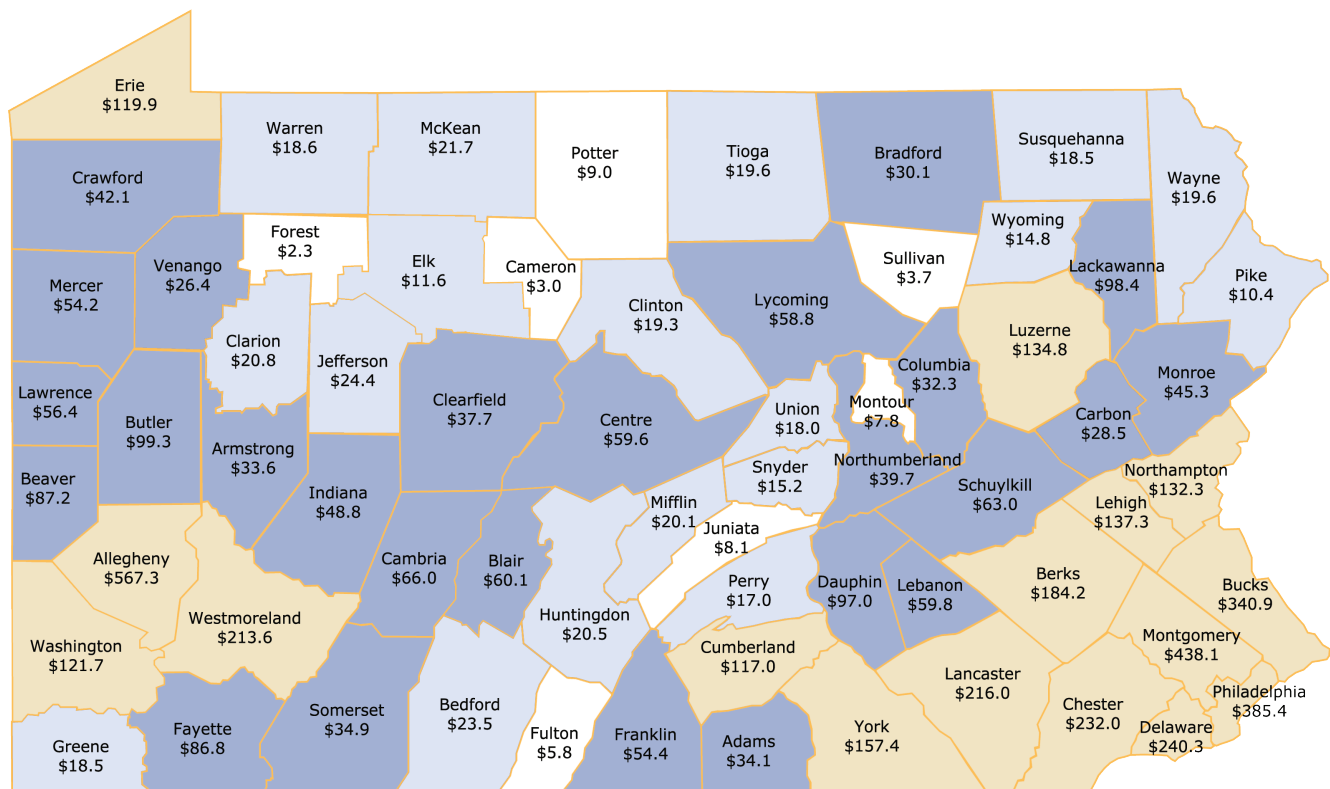 Erie
$119.9
Warren
$18.6
McKean
$21.7
Potter
$9.0
Tioga
$19.6
Bradford
$30.1
Susquehanna
$18.5
Wayne
$19.6
Crawford
$42.1
Forest
$2.3
Wyoming
$14.8
Venango
$26.4
Elk
$11.6
Cameron
$3.0
Sullivan
$3.7
Lackawanna
$98.4
Pike
$10.4
Mercer
$54.2
Clinton
$19.3
Lycoming
$58.8
Luzerne
$134.8
Clarion
$20.8
Jefferson
$24.4
Columbia
$32.3
Monroe
$45.3
Lawrence
$56.4
Butler
$99.3
Clearfield
$37.7
Centre
$59.6
Union
$18.0
Montour
$7.8
Carbon
$28.5
Armstrong
$33.6
Northumberland
$39.7
Beaver
$87.2
Indiana
$48.8
Mifflin
$20.1
Snyder
$15.2
Schuylkill
$63.0
Northampton
$132.3
Lehigh
$137.3
Juniata
$8.1
Allegheny
$567.3
Cambria
$66.0
Blair
$60.1
Perry
$17.0
Dauphin
$97.0
Lebanon
$59.8
Berks
$184.2
Bucks
$340.9
Westmoreland
$213.6
Huntingdon
$20.5
Washington
$121.7
Cumberland
$117.0
Montgomery
$438.1
Lancaster
$216.0
Philadelphia
$385.4
Somerset
$34.9
Bedford
$23.5
Chester
$232.0
Fayette
$86.8
Greene
$18.5
Fulton
$5.8
Franklin
$54.4
Adams
$34.1
York
$157.4
Delaware
$240.3